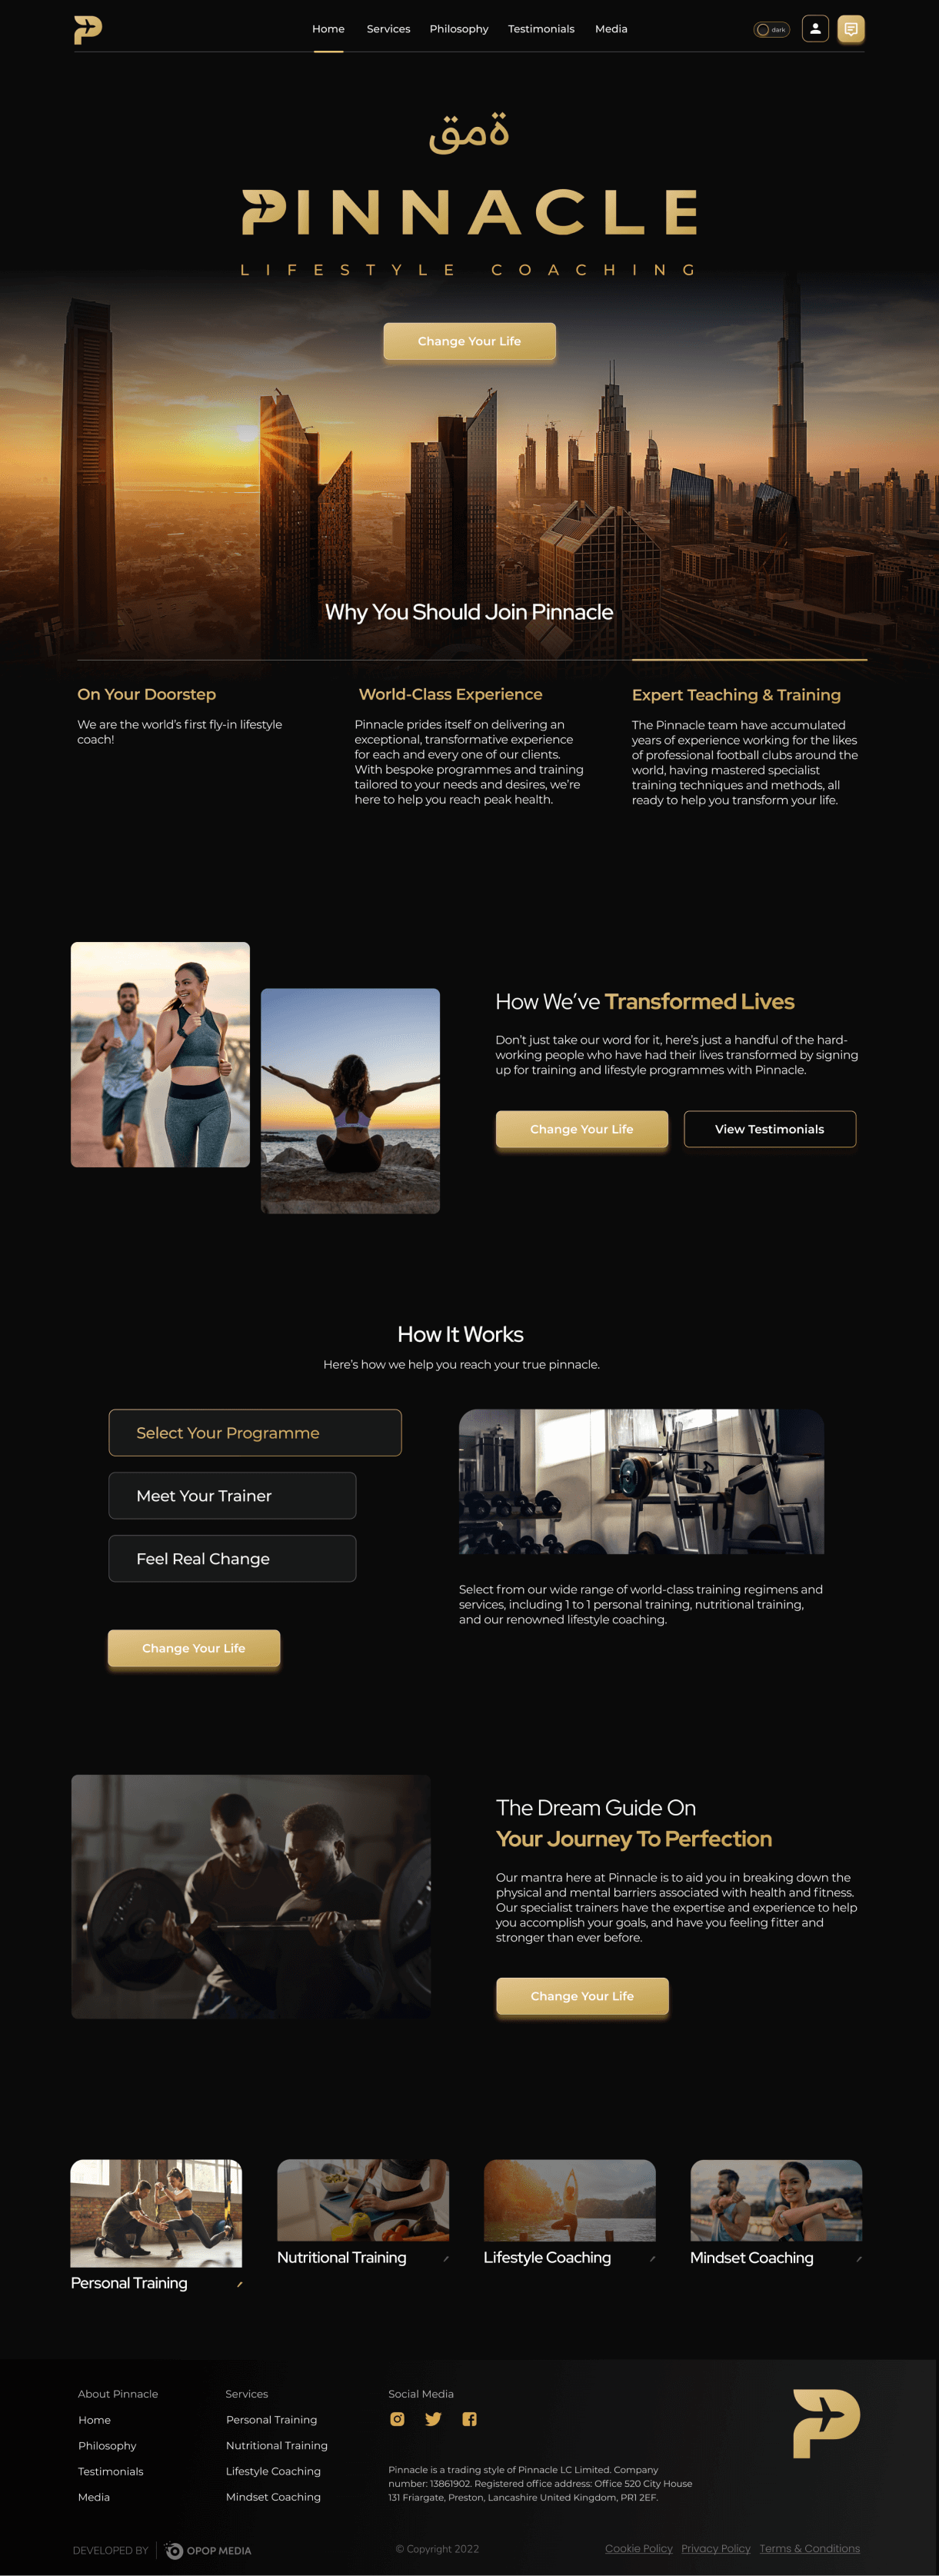 Home Services Philosophy Testimonials Media dark
ةمق
PINNACLE
LIFESTYLE COACHING
Change Your Life
Why You Should Join Pinnacle
On Your Doorstep
We are the world's first fly-in lifestyle
coach!
World-Class Experience
Pinnacle prides itself on delivering an
exceptional, transformative experience
for each and every one of our clients.
With bespoke programmes and training
tailored to your needs and desires, we're
here to help you reach peak health.
Expert Teaching & Training
The Pinnacle team have accumulated
years of experience working for the likes
of professional football clubs around the
world, having mastered specialist
training techniques and methods, all
ready to help you transform your life.
How We've Transformed Lives
Don't just take our word for it, here's just a handful of the hard-
working people who have had their lives transformed by signing
up for training and lifestyle programmes with Pinnacle.
Change Your Life
View Testimonials
How It Works
Here's how we help you reach your true pinnacle.
Select Your Programme
Meet Your Trainer
Feel Real Change
Change Your Life
Select from our wide range of world-class training regimens and
services, including 1 to 1 personal training, nutritional training,
and our renowned lifestyle coaching.
The Dream Guide On
Your Journey To Perfection
Our mantra here at Pinnacle is to aid you in breaking down the
physical and mental barriers associated with health and fitness.
Our specialist trainers have the expertise and experience to help
you accomplish your goals, and have you feeling fitter and
stronger than ever before.
Change Your Life
Personal Training
Nutritional Training
Lifestyle Coaching
Mindset Coaching
About Pinnacle
Home
Philosophy
Testimonials
Media
Services
Personal Training
Nutritional Training
Lifestyle Coaching
Mindset Coaching
Social Media
Pinnacle is a trading style of Pinnacle LC Limited. Company
number: 13861902. Registered office address: Office 520 City House
131 Friargate, Preston, Lancashire United Kingdom, PR1 2EF.
DEVELOPED BY OPOP MEDIA
© Copyright 2022
Cookie Policy Privacy Policy Terms & Conditions